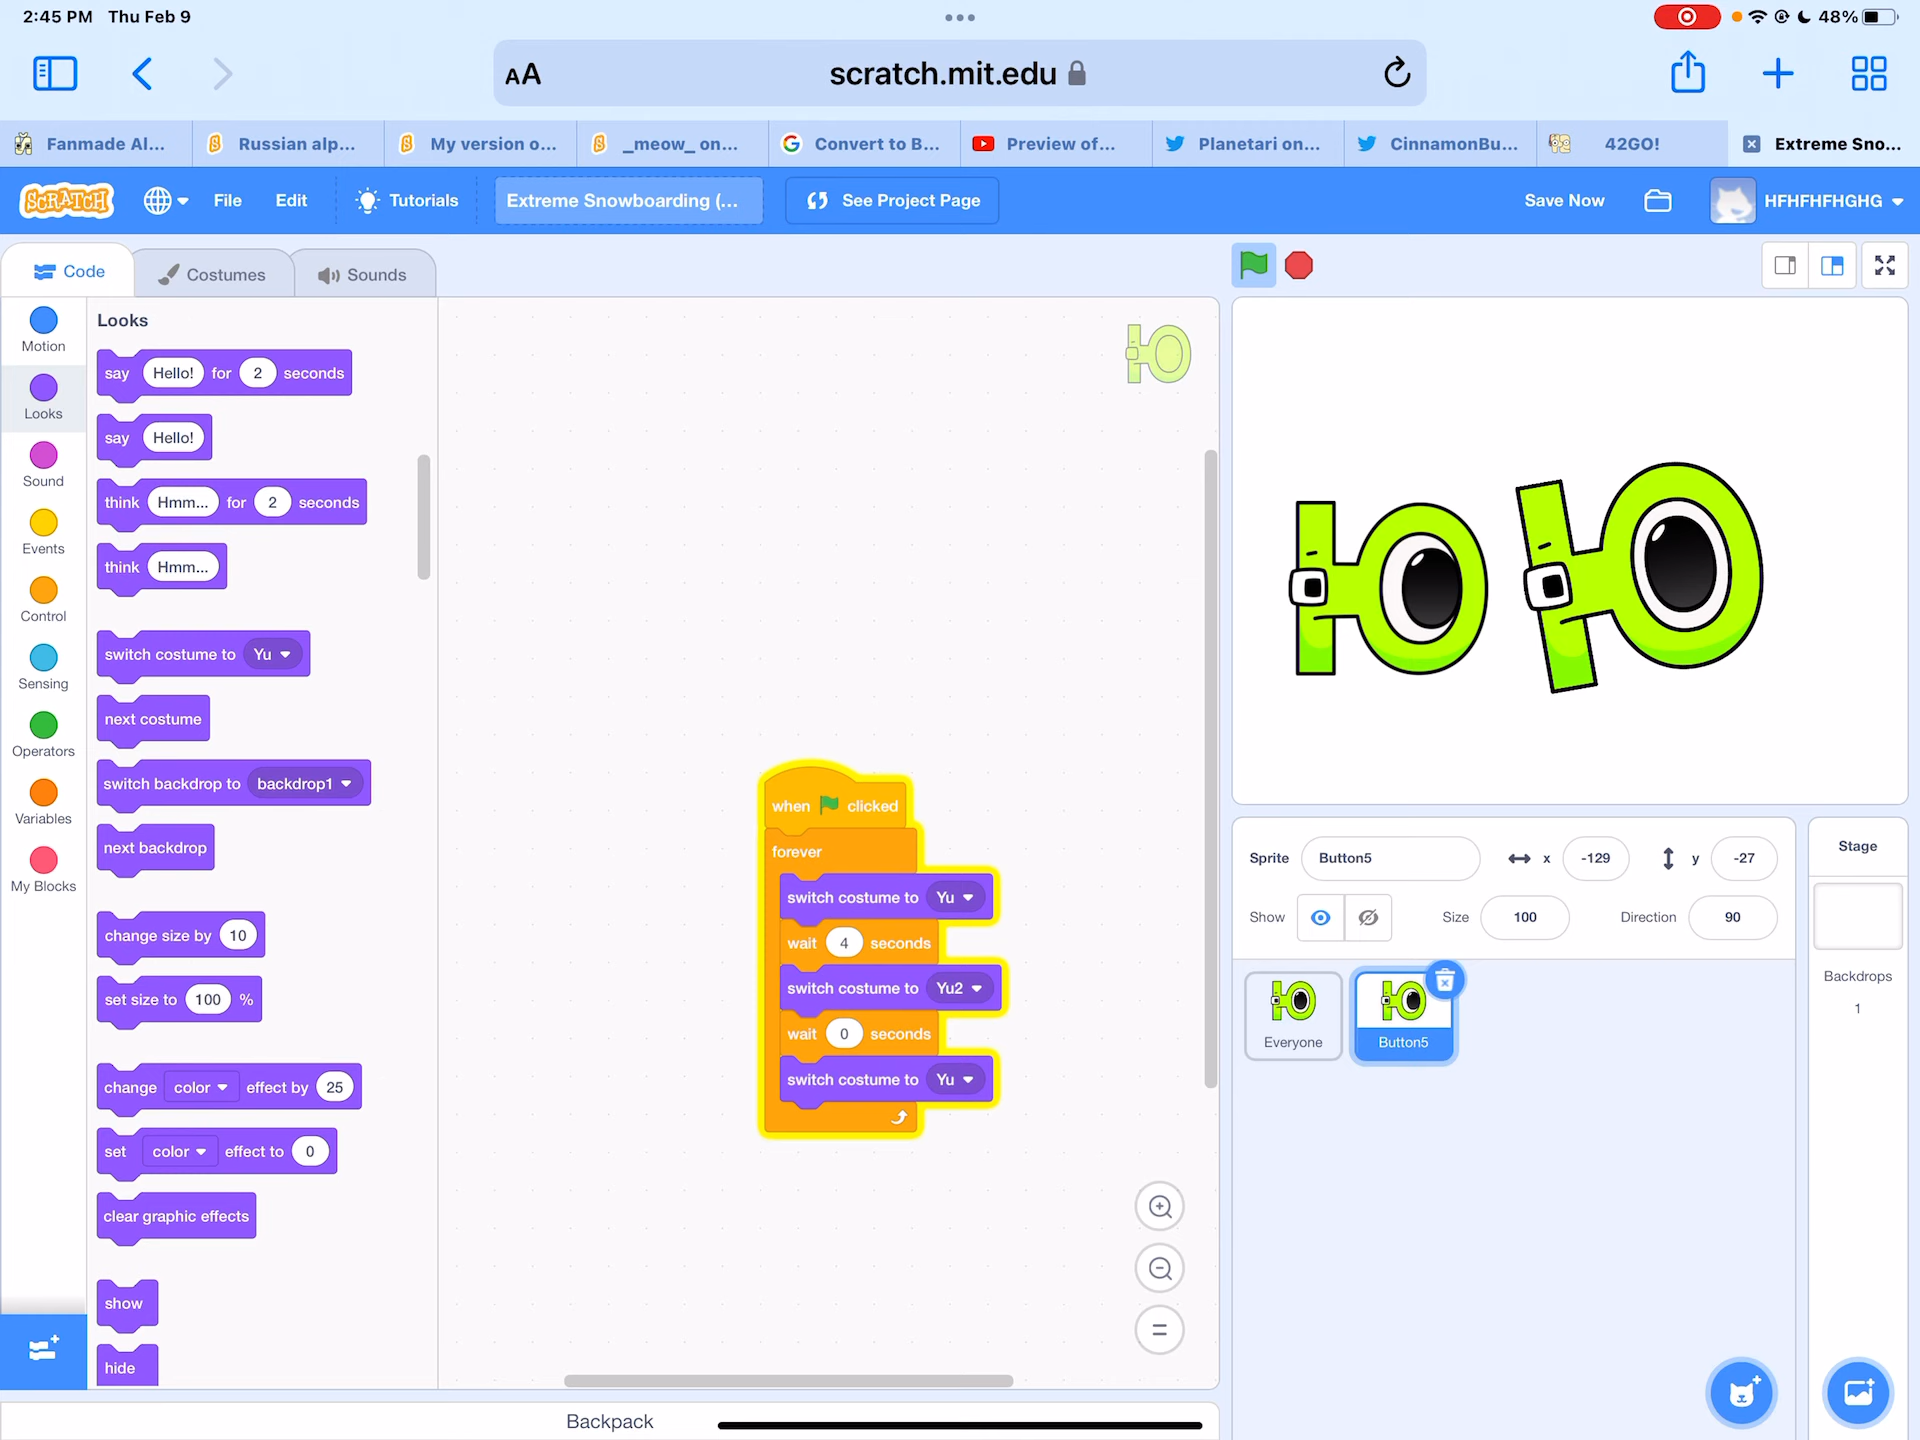 2:45 PM Thu Feb 9
48%
AA scratch.mit.edu
Fanmade Al... Russian alp... My version o... _meow_ on... Convert to B... Preview of... Planetari on... CinnamonBu... 42GO! Extreme Sno...
SCRATCH File Edit Tutorials Extreme Snowboarding (... See Project Page Save Now HFHFHFHGHG
Code Costumes Sounds
Motion
Looks
Sound
Events
Control
Sensing
Operators
Variables
My Blocks
Looks
say Hello! for 2 seconds
say Hello!
think Hmm... for 2 seconds
think Hmm...
switch costume to Yu
next costume
switch backdrop to backdrop1
next backdrop
change size by 10
set size to 100 %
change color effect by 25
set color effect to 0
clear graphic effects
show
hide
when clicked
forever
switch costume to Yu
wait 4 seconds
switch costume to Yu2
wait 0 seconds
switch costume to Yu
Backpack
Ю Ю
Sprite Button5 x -129 y -27
Show Size 100 Direction 90
Everyone
Button5
Stage
Backdrops
1